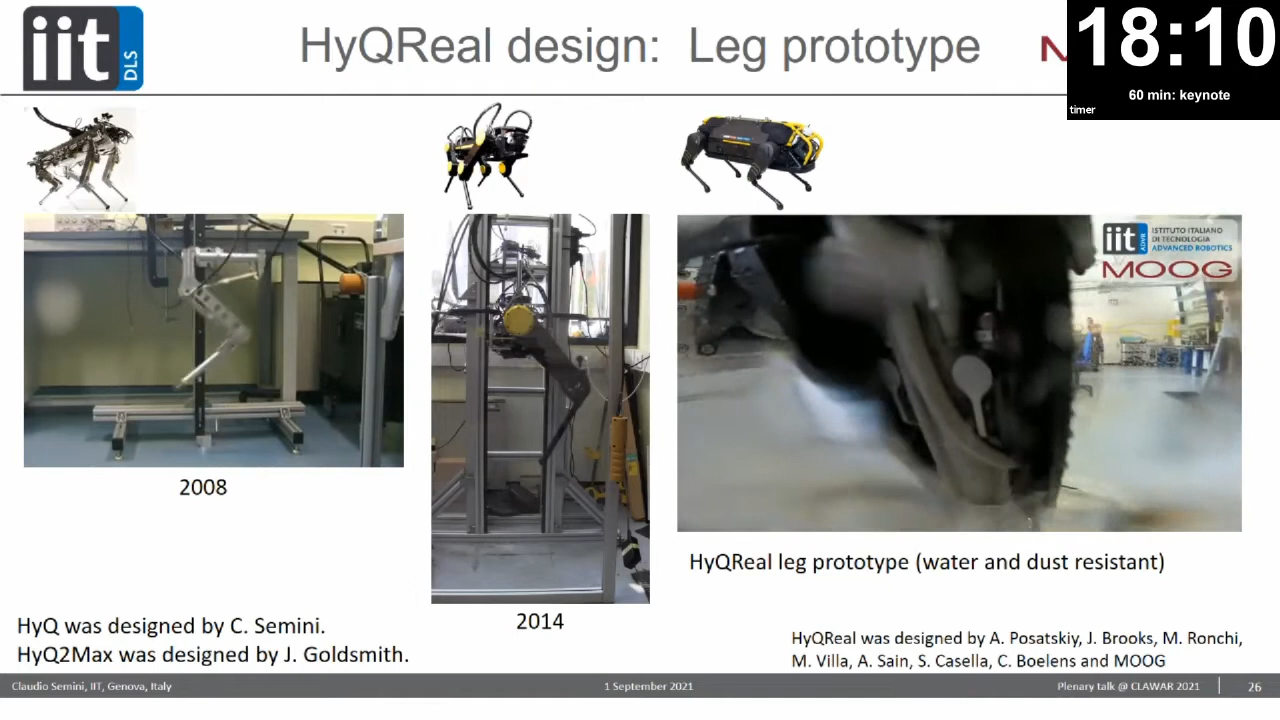 iit
DLS
HyQReal design: Leg prototype
18:10
60 min: keynote
timer
iit
ADVR
ISTITUTO ITALIANO
DI TECNOLOGIA
ADVANCED ROBOTICS
MOOG
2008
2014
HyQReal leg prototype (water and dust resistant)
HyQ was designed by C. Semini.
HyQ2Max was designed by J. Goldsmith.
HyQReal was designed by A. Posatskiy, J. Brooks, M. Ronchi,
M. Villa, A. Sain, S. Casella, C. Boelens and MOOG
Claudio Semini, IIT, Genova, Italy
1 September 2021
Plenary talk @ CLAWAR 2021
26